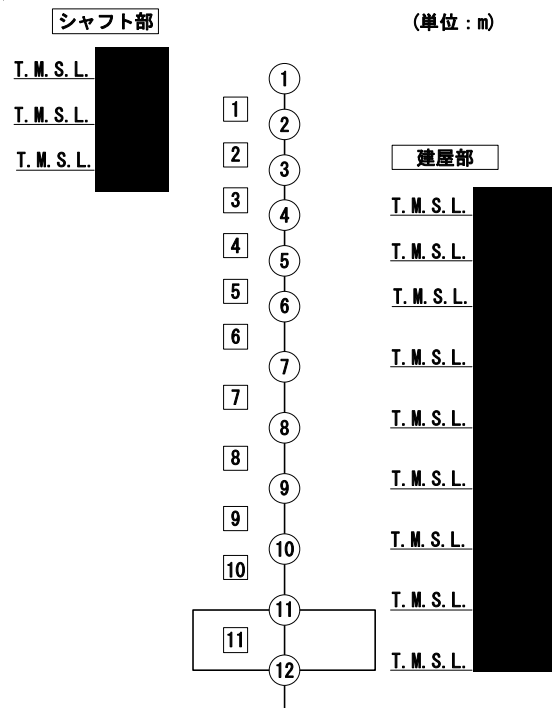 シャフト部
(単位：m)
T. M. S. L.
T. M. S. L.
T. M. S. L.
1
1
2
2
3
建屋部
3
4
T. M. S. L.
4
5
T. M. S. L.
5
6
T. M. S. L.
6
7
T. M. S. L.
7
8
T. M. S. L.
8
9
T. M. S. L.
9
10
T. M. S. L.
10
11
T. M. S. L.
11
12
T. M. S. L.